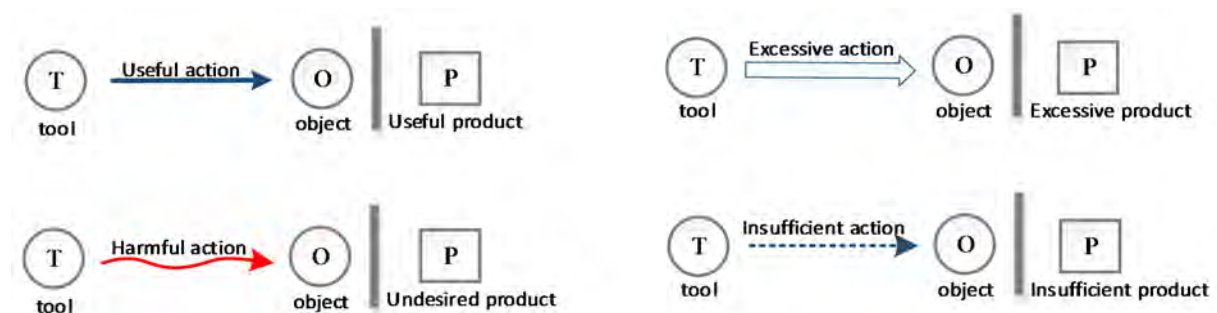 Useful action
T
O
P
tool
object
Useful product
Excessive action
T
O
P
tool
object
Excessive product
Harmful action
T
O
P
tool
object
Undesired product
Insufficient action
T
O
P
tool
object
Insufficient product